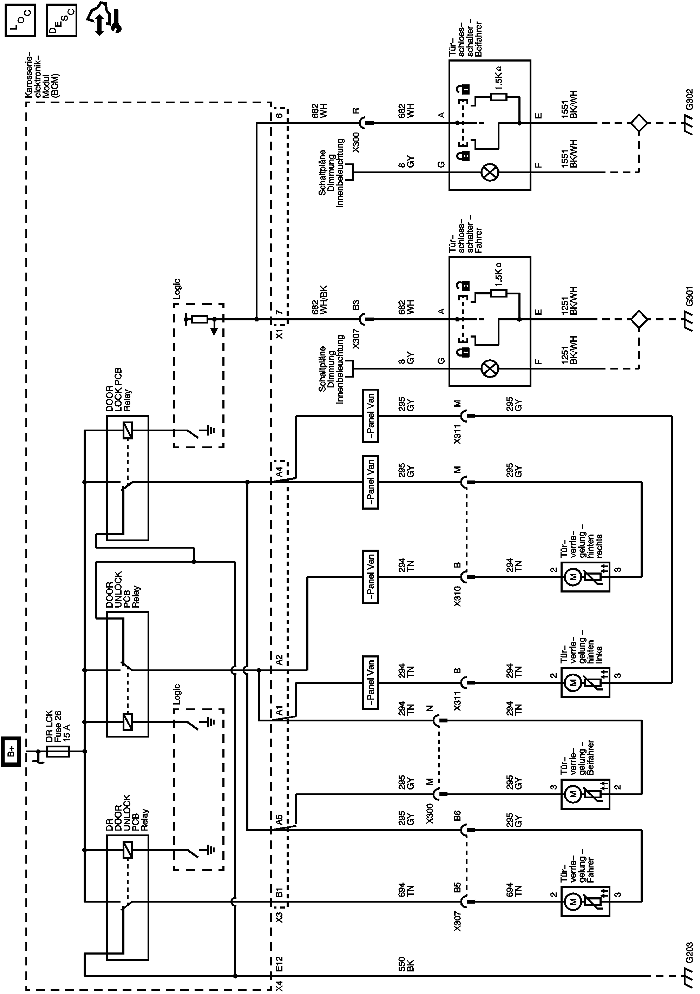 LOC
DESC
Karosserie-
elektronik-
Modul
(BCM)
B+
DR LCK
Fuse 26
15 A
DR
DOOR
UNLOCK
PCB
Relay
DOOR
UNLOCK
PCB
Relay
DOOR
LOCK PCB
Relay
Logic
Logic
X4
E12
X3
B1
A5
A1
A2
A4
X1
7
6
550
BK
G203
694
TN
X307
B5
694
TN
2
3
Tür-
verrie-
gelung -
Fahrer
M
295
GY
B6
295
GY
295
GY
X300
M
295
GY
3
2
Tür-
verrie-
gelung -
Beifahrer
M
294
TN
N
294
TN
-Panel Van
294
TN
X311
B
294
TN
2
3
Tür-
verrie-
gelung -
hinten
links
M
-Panel Van
294
TN
X310
B
294
TN
2
3
Tür-
verrie-
gelung -
hinten
rechts
M
-Panel Van
295
GY
M
295
GY
-Panel Van
295
GY
X311
M
295
GY
682
WH/BK
X307
B3
682
WH
A
Schaltpläne
Dimmung
Innenbeleuchtung
8
GY
G
Tür-
schloss-
schalter -
Fahrer
1.5K Ω
E
1251
BK/WH
F
1251
BK/WH
G301
682
WH
X300
R
682
WH
A
Schaltpläne
Dimmung
Innenbeleuchtung
8
GY
G
Tür-
schloss-
schalter -
Beifahrer
1.5K Ω
E
1551
BK/WH
F
1551
BK/WH
G302